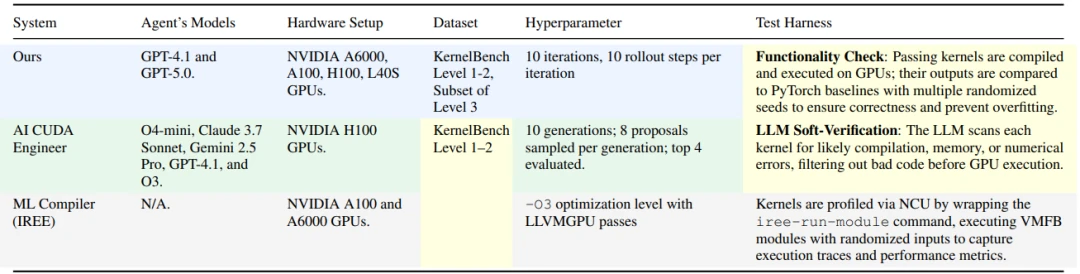 System Agent's Models Hardware Setup Dataset Hyperparameter Test Harness
Ours
GPT-4.1 and
GPT-5.0.
NVIDIA A6000,
A100, H100, L40S
GPUs.
KernelBench
Level 1-2,
Subset of
Level 3
10 iterations, 10 rollout steps per
iteration
Functionality Check: Passing kernels are compiled
and executed on GPUs; their outputs are compared
to PyTorch baselines with multiple randomized
seeds to ensure correctness and prevent overfitting.
AI CUDA
Engineer
O4-mini, Claude 3.7
Sonnet, Gemini 2.5
Pro, GPT-4.1, and
O3.
NVIDIA H100
GPUs.
KernelBench
Level 1–2
10 generations; 8 proposals
sampled per generation; top 4
evaluated.
LLM Soft-Verification: The LLM scans each
kernel for likely compilation, memory, or numerical
errors, filtering out bad code before GPU execution.
ML Compiler
(IREE)
N/A.
NVIDIA A100 and
A6000 GPUs.
-O3 optimization level with
LLVMGPU passes
Kernels are profiled via NCU by wrapping the
iree-run-module command, executing VMFB
modules with randomized inputs to capture
execution traces and performance metrics.